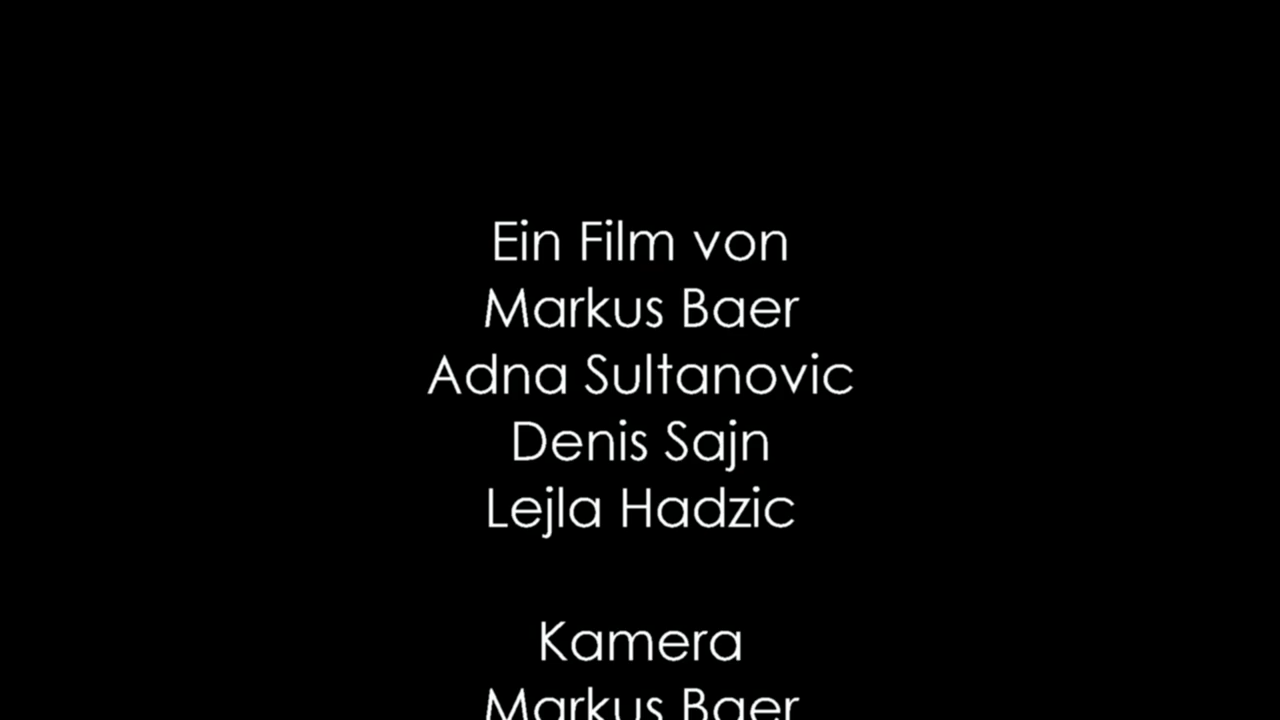 Ein Film von
Markus Baer
Adna Sultanovic
Denis Sajn
Lejla Hadzic
Kamera
Markus Baer